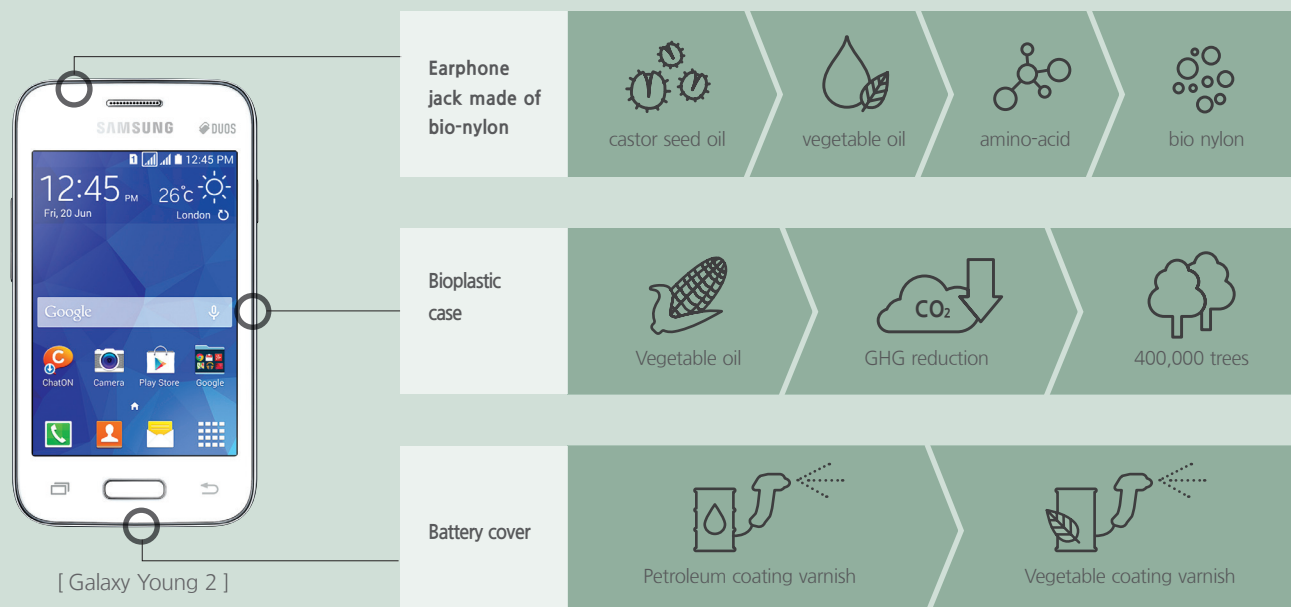 SAMSUNG DUOS
1 12:45 PM
12:45 PM 26°c
Fri, 20 Jun London
Google
ChatON Camera Play Store Google
[ Galaxy Young 2 ]
Earphone
jack made of
bio-nylon
castor seed oil
vegetable oil
amino-acid
bio nylon
Bioplastic
case
Vegetable oil
CO₂
GHG reduction
400,000 trees
Battery cover
Petroleum coating varnish
Vegetable coating varnish